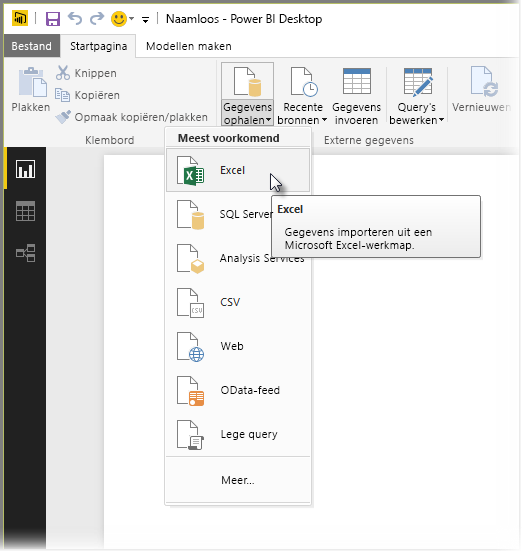 Naamloos - Power BI Desktop
Bestand Startpagina Modellen maken
Plakken
Knippen
Kopiëren
Opmaak kopiëren/plakken
Klembord
Gegevens ophalen
Recente bronnen
Gegevens invoeren
Query's bewerken
Vernieuwen
Externe gegevens
Meest voorkomend
Excel
SQL Server
Excel
Gegevens importeren uit een
Microsoft Excel-werkmap.
Analysis Services
CSV
CSV
Web
OData-feed
Lege query
Meer...